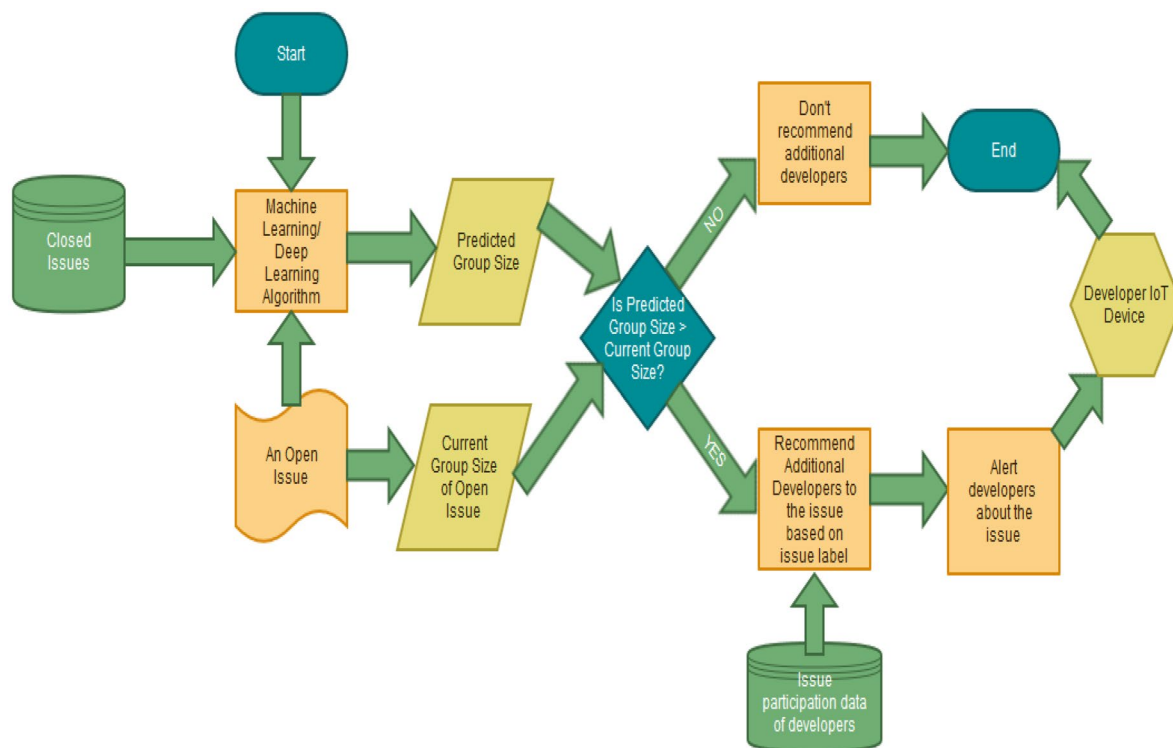 Start
Don't
recommend
additional
developers
End
Closed
Issues
Machine
Learning/
Deep
Learning
Algorithm
Predicted
Group Size
NO
Is Predicted
Group Size >
Current Group
Size?
Developer IoT
Device
An Open
Issue
Current
Group Size
of Open
Issue
YES
Recommend
Additional
Developers to
the issue
based on
issue label
Alert
developers
about the
issue
Issue
participation data
of developers